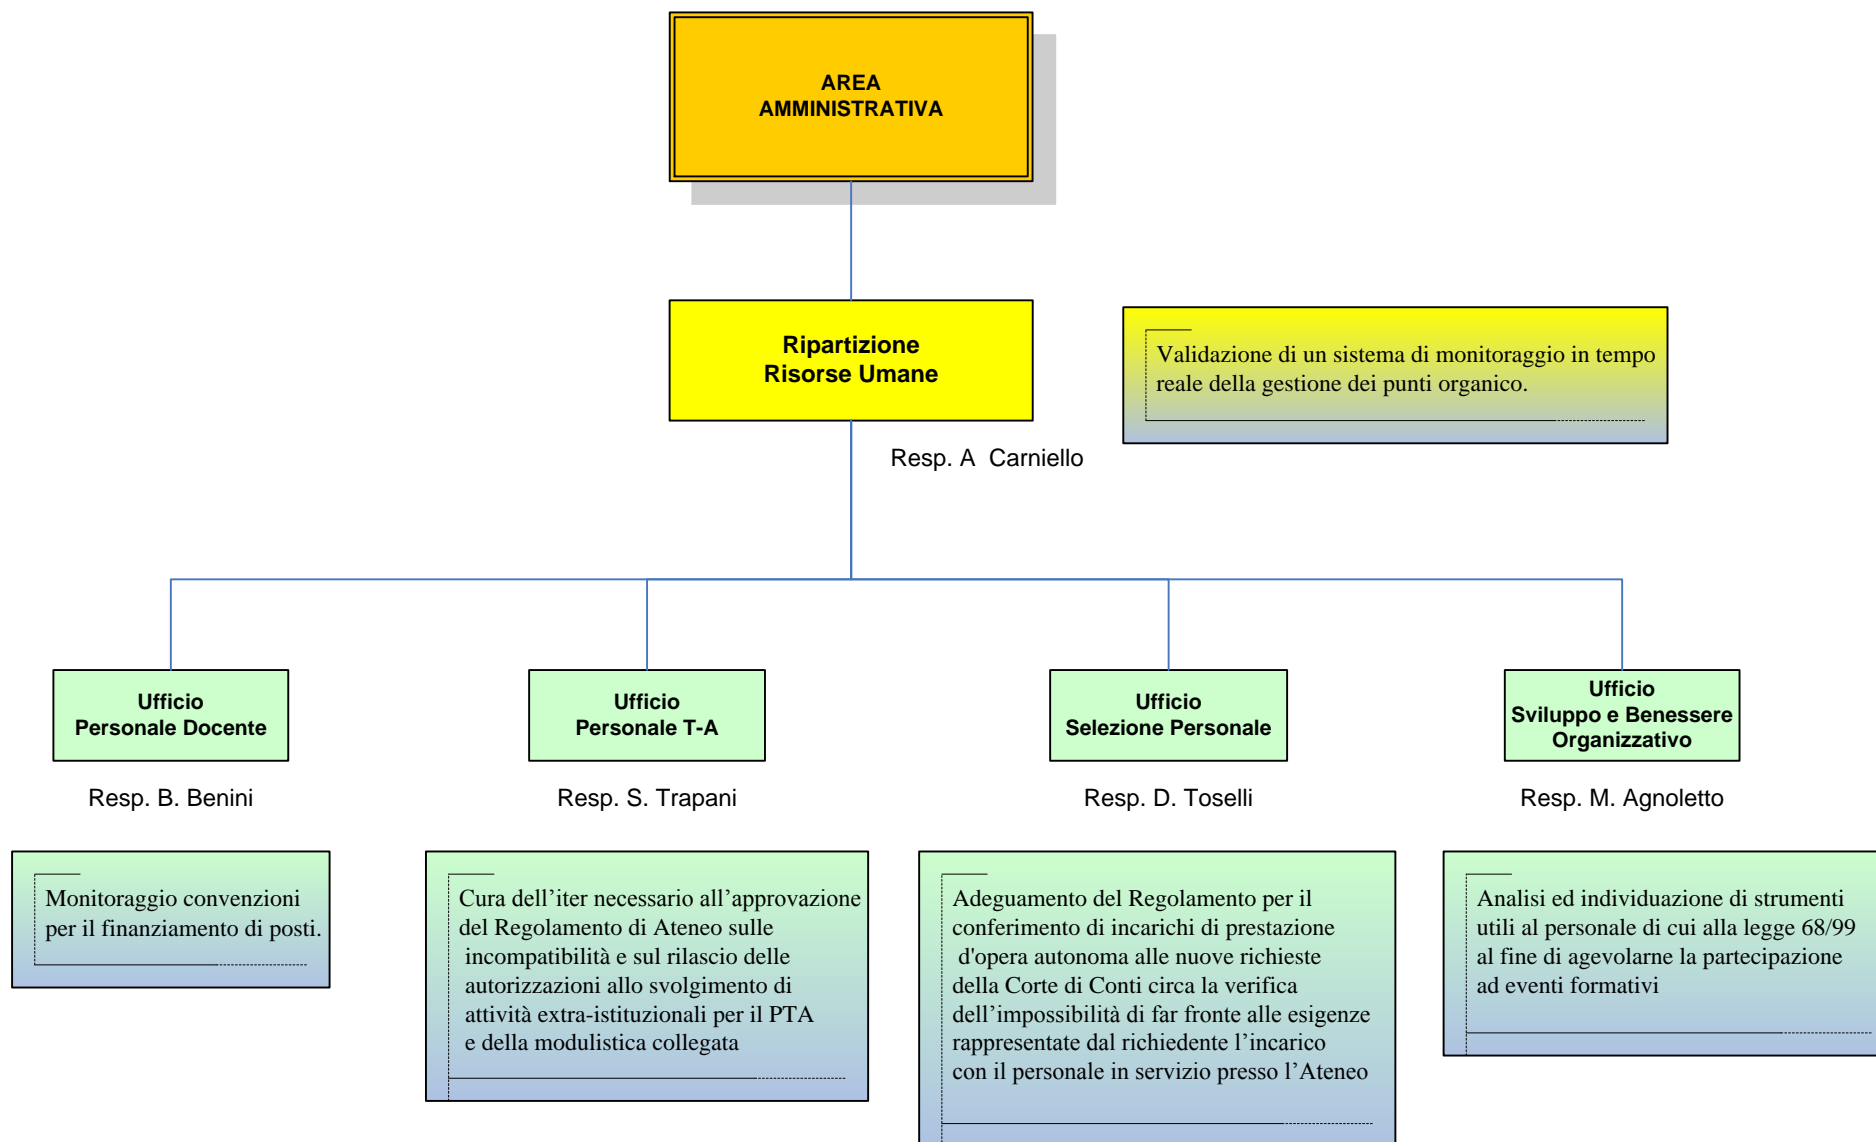 AREA
AMMINISTRATIVA
Ripartizione
Risorse Umane
Validazione di un sistema di monitoraggio in tempo
reale della gestione dei punti organico.
Resp. A  Carniello
Ufficio
Personale Docente
Resp. B. Benini
Monitoraggio convenzioni
per il finanziamento di posti.
Ufficio
Personale T-A
Resp. S. Trapani
Cura dell’iter necessario all’approvazione
del Regolamento di Ateneo sulle
incompatibilità e sul rilascio delle
autorizzazioni allo svolgimento di
attività extra-istituzionali per il PTA
e della modulistica collegata
Ufficio
Selezione Personale
Resp. D. Toselli
Adeguamento del Regolamento per il
conferimento di incarichi di prestazione
d'opera autonoma alle nuove richieste
della Corte di Conti circa la verifica
dell’impossibilità di far fronte alle esigenze
rappresentate dal richiedente l’incarico
con il personale in servizio presso l’Ateneo
Ufficio
Sviluppo e Benessere
Organizzativo
Resp. M. Agnoletto
Analisi ed individuazione di strumenti
utili al personale di cui alla legge 68/99
al fine di agevolarne la partecipazione
ad eventi formativi